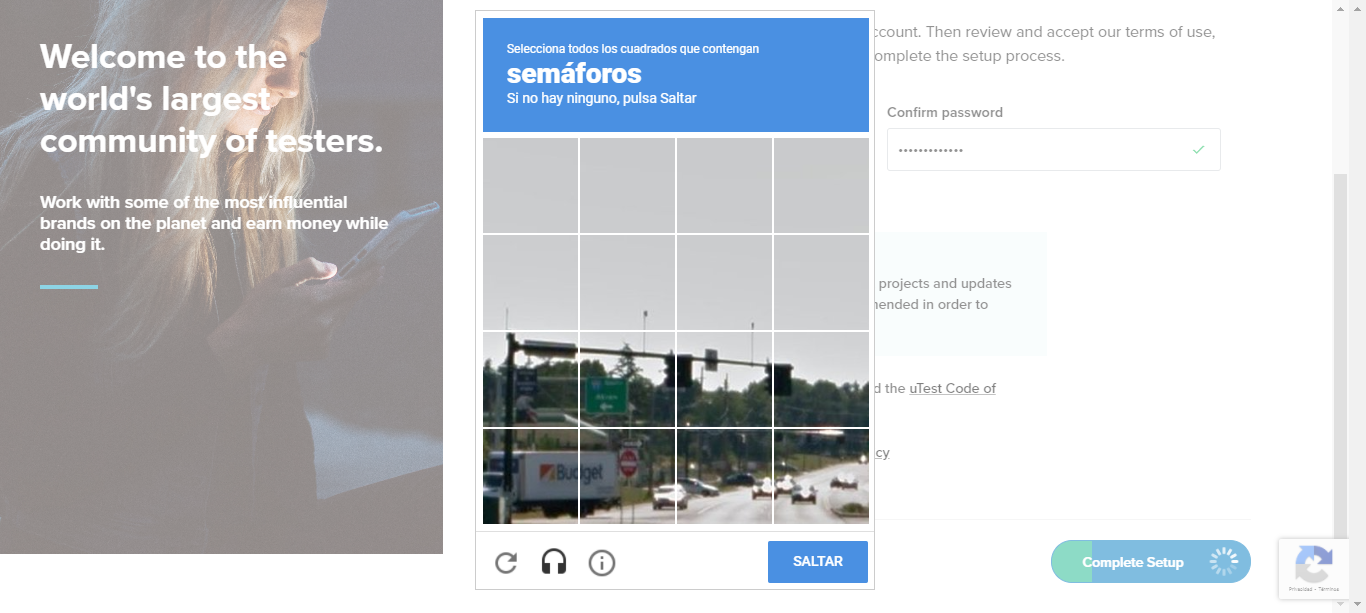 Welcome to the
world's largest
community of testers.
Work with some of the most influential
brands on the planet and earn money while
doing it.
Selecciona todos los cuadrados que contengan
semáforos
Si no hay ninguno, pulsa Saltar
Budget
SALTAR
ccount. Then review and accept our terms of use,
omplete the setup process.
Confirm password
•••••••••••••
projects and updates
nended in order to
d the uTest Code of
cy
Complete Setup
Privacidad - Términos